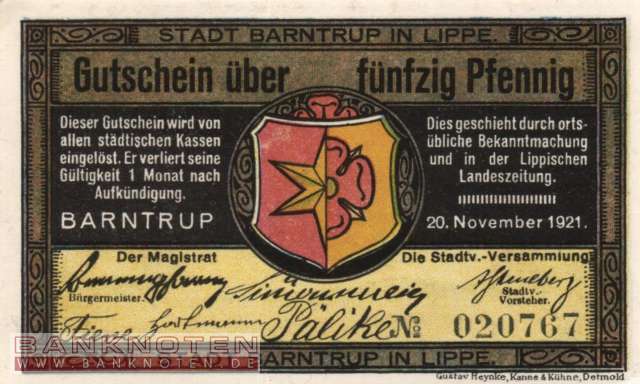 STADT BARNTRUP IN LIPPE.
Gutschein über fünfzig Pfennig
Dieser Gutschein wird von
allen städtischen Kassen
eingelöst. Er verliert seine
Gültigkeit 1 Monat nach
Aufkündigung.
BARNTRUP
Dies geschieht durch orts-
übliche Bekanntmachung
und in der Lippischen
Landeszeitung.
20. November 1921.
Der Magistrat
Bürgermeister.
Die Stadtv.-Versammlung
Stadtv.-
Vorsteher.
Pälike
№ 020767
BARNTRUP IN LIPPE.
BANKNOTEN
WWW.BANKNOTEN.DE
Gustav Heynke, Kanne & Kühne, Detmold